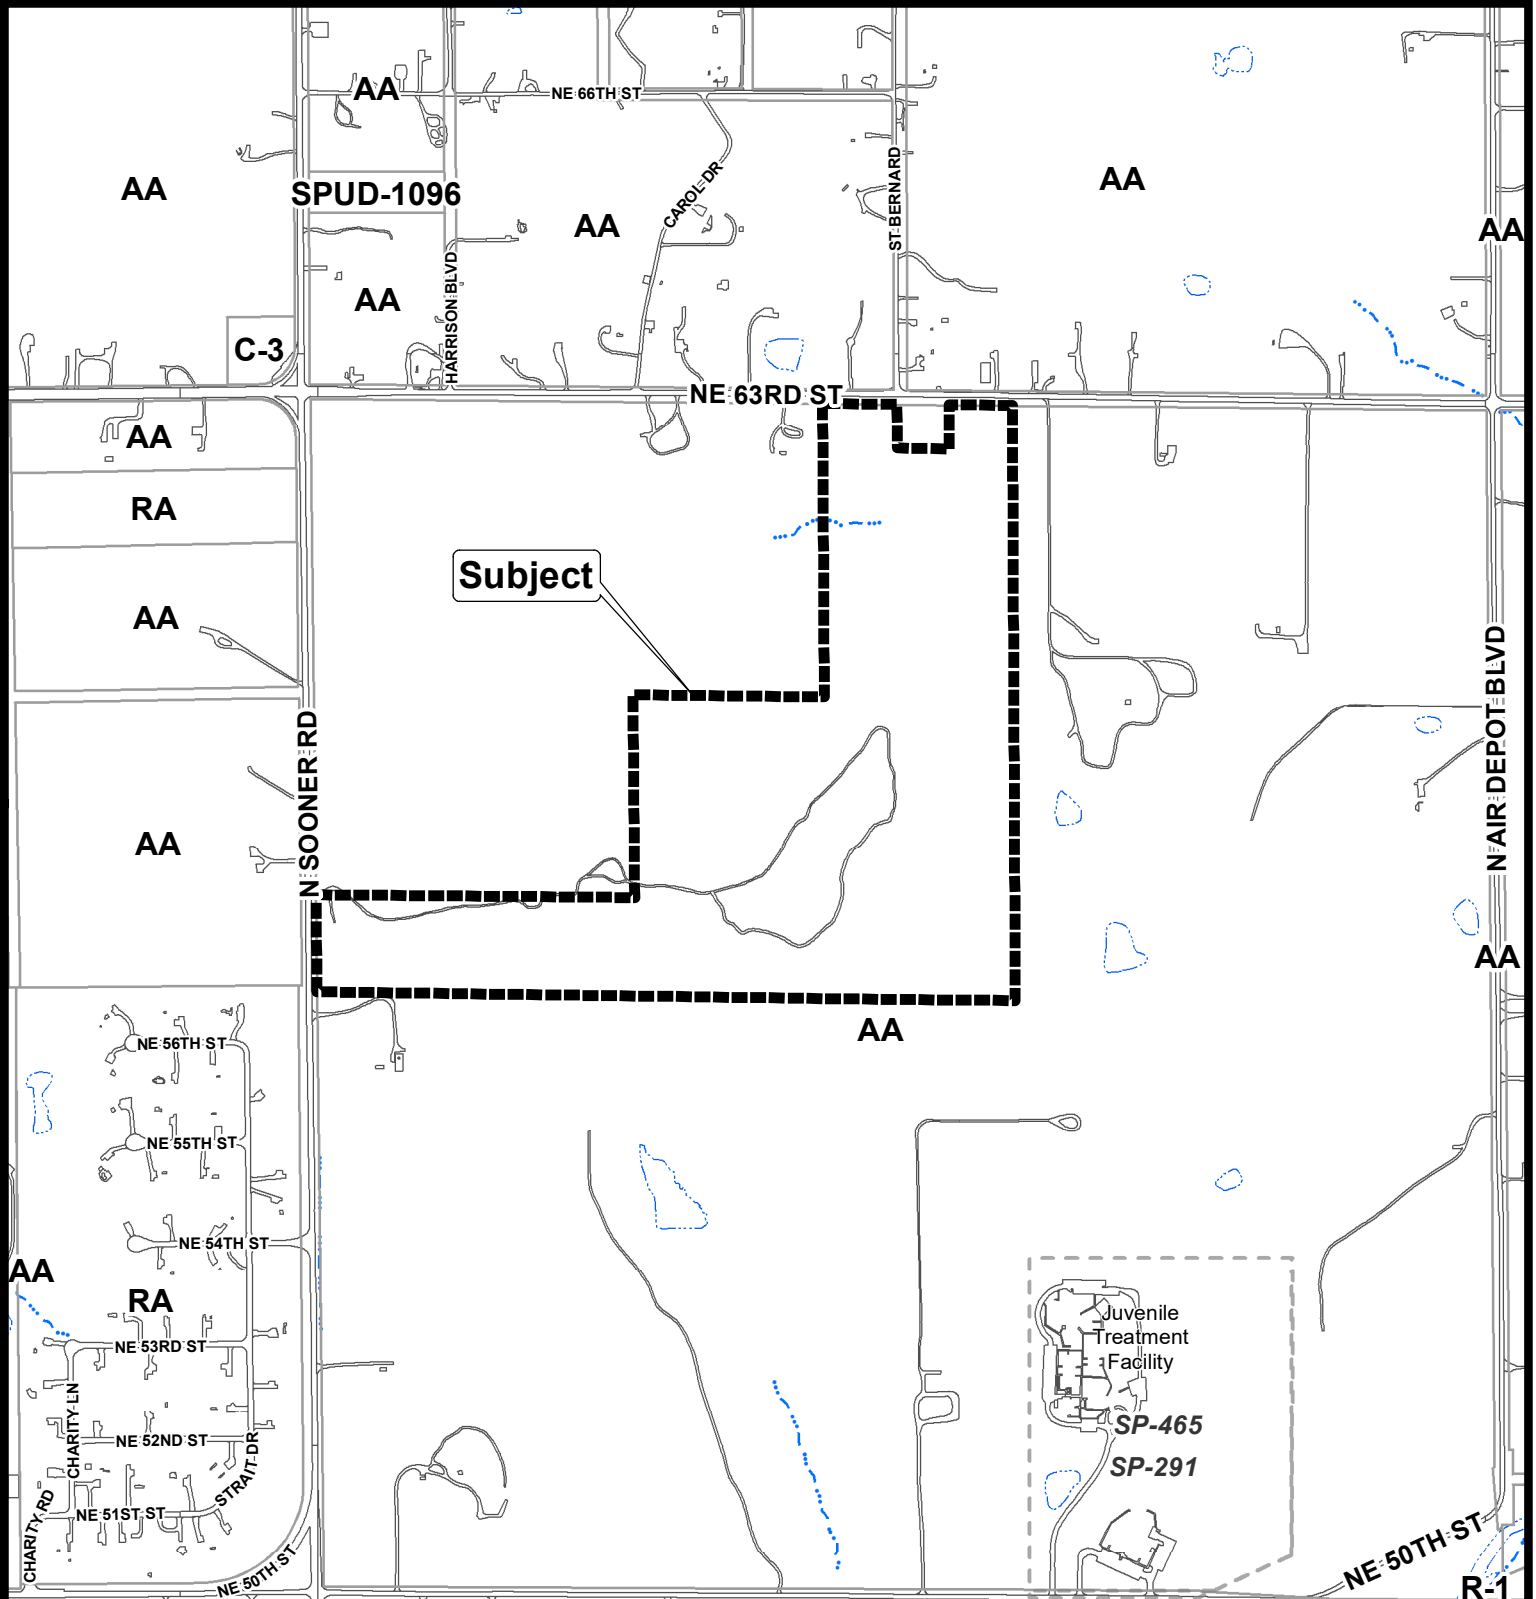 AA
NE 66TH ST
AA
SPUD-1096
AA
CAROL DR
ST BERNARD
AA
AA
AA
HARRISON BLVD
C-3
NE 63RD ST
AA
RA
Subject
AA
N SOONER RD
N AIR DEPOT BLVD
AA
AA
AA
NE 56TH ST
NE 55TH ST
NE 54TH ST
AA
RA
NE 53RD ST
CHARITY LN
NE 52ND ST
STRAIT DR
CHARITY RD
NE 51ST ST
NE 50TH ST
Juvenile
Treatment
Facility
SP-465
SP-291
NE 50TH ST
R-1